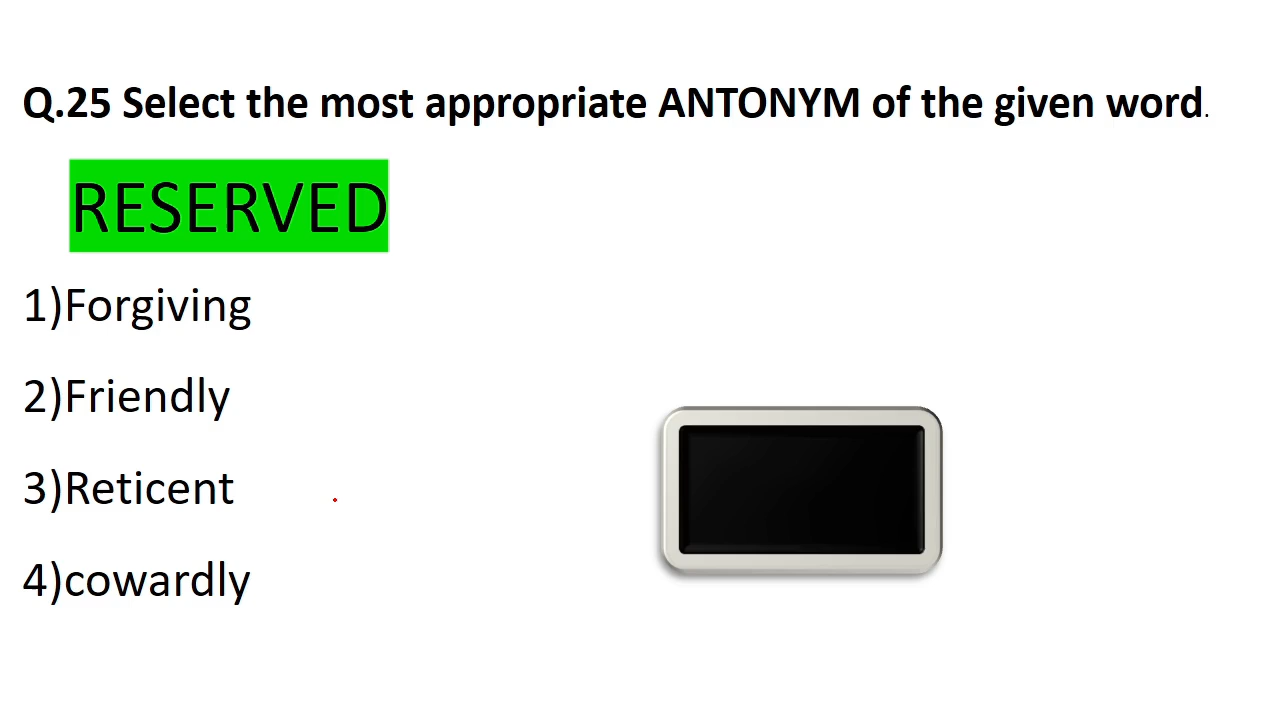 Q.25 Select the most appropriate ANTONYM of the given word.
RESERVED
1)Forgiving
2)Friendly
3)Reticent
4)cowardly